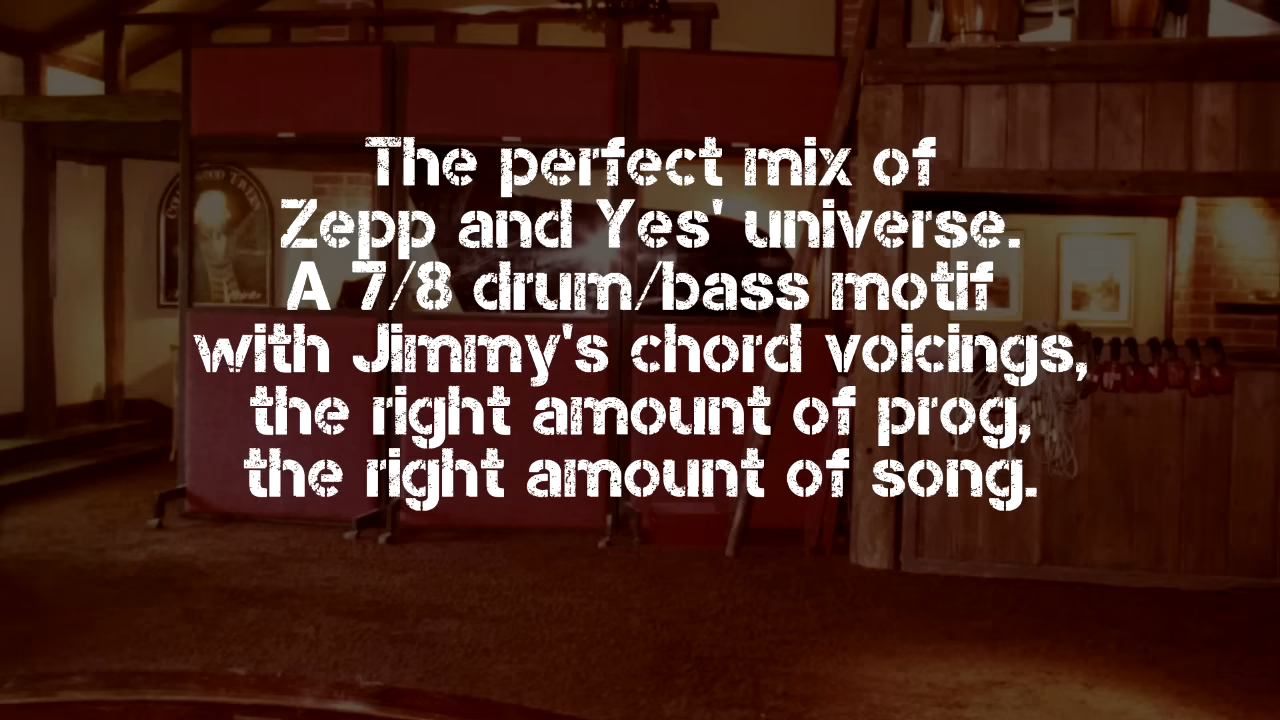 The perfect mix of
Zepp and Yes' universe.
A 7/8 drum/bass motif
with Jimmy's chord voicings,
the right amount of prog,
the right amount of song.